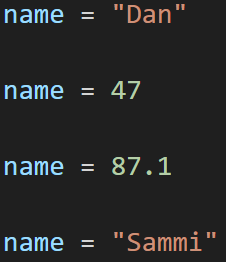 name = "Dan"
name = 47
name = 87.1
name = "Sammi"